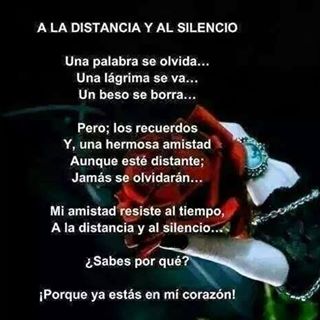 A LA DISTANCIA Y AL SILENCIO
Una palabra se olvida...
Una lágrima se va...
Un beso se borra...
Pero; los recuerdos
Y, una hermosa amistad
Aunque esté distante;
Jamás se olvidarán...
Mi amistad resiste al tiempo,
A la distancia y al silencio...
¿Sabes por qué?
¡Porque ya estás en mí corazón!